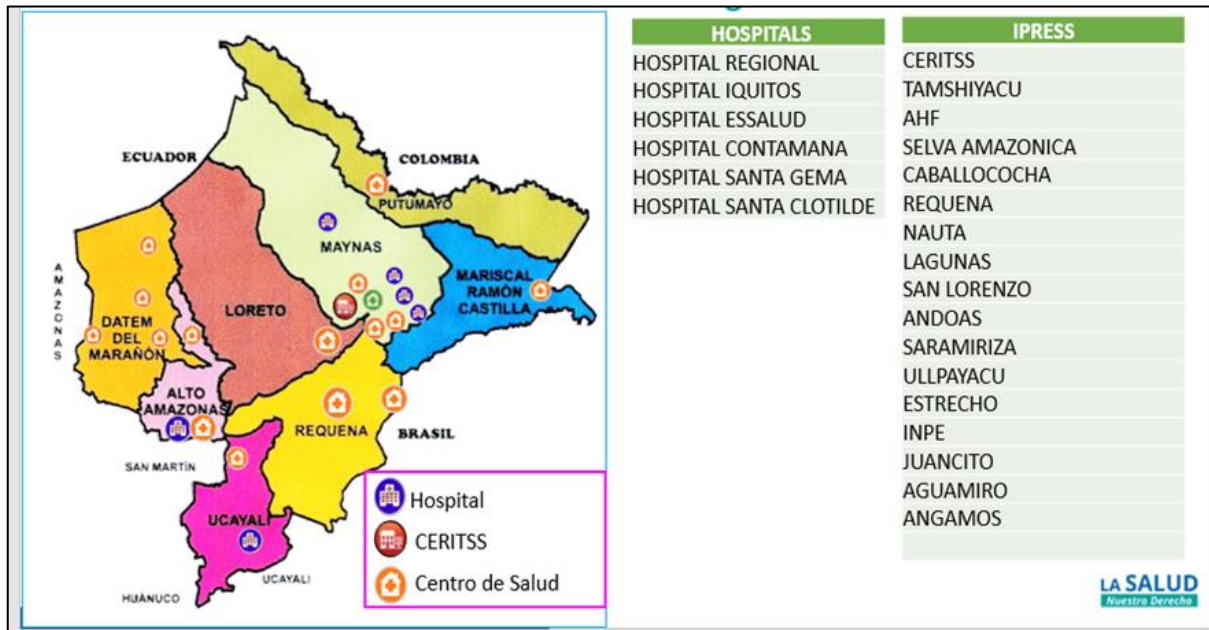 ECUADOR
COLOMBIA
PUTUMAYO
MAYNAS
AMAZONAS
MARISCAL
RAMÓN
CASTILLA
LORETO
DATEM
DEL
MARAÑÓN
ALTO
AMAZONAS
REQUENA
BRASIL
SAN MARTÍN
UCAYALI
UCAYALI
HUÁNUCO
Hospital
CERITSS
Centro de Salud
HOSPITALS
HOSPITAL REGIONAL
HOSPITAL IQUITOS
HOSPITAL ESSALUD
HOSPITAL CONTAMANA
HOSPITAL SANTA GEMA
HOSPITAL SANTA CLOTILDE
IPRESS
CERITSS
TAMSHIYACU
AHF
SELVA AMAZONICA
CABALLOCOCHA
REQUENA
NAUTA
LAGUNAS
SAN LORENZO
ANDOAS
SARAMIRIZA
ULLPAYACU
ESTRECHO
INPE
JUANCITO
AGUAMIRO
ANGAMOS
LA SALUD
Nuestro Derecho